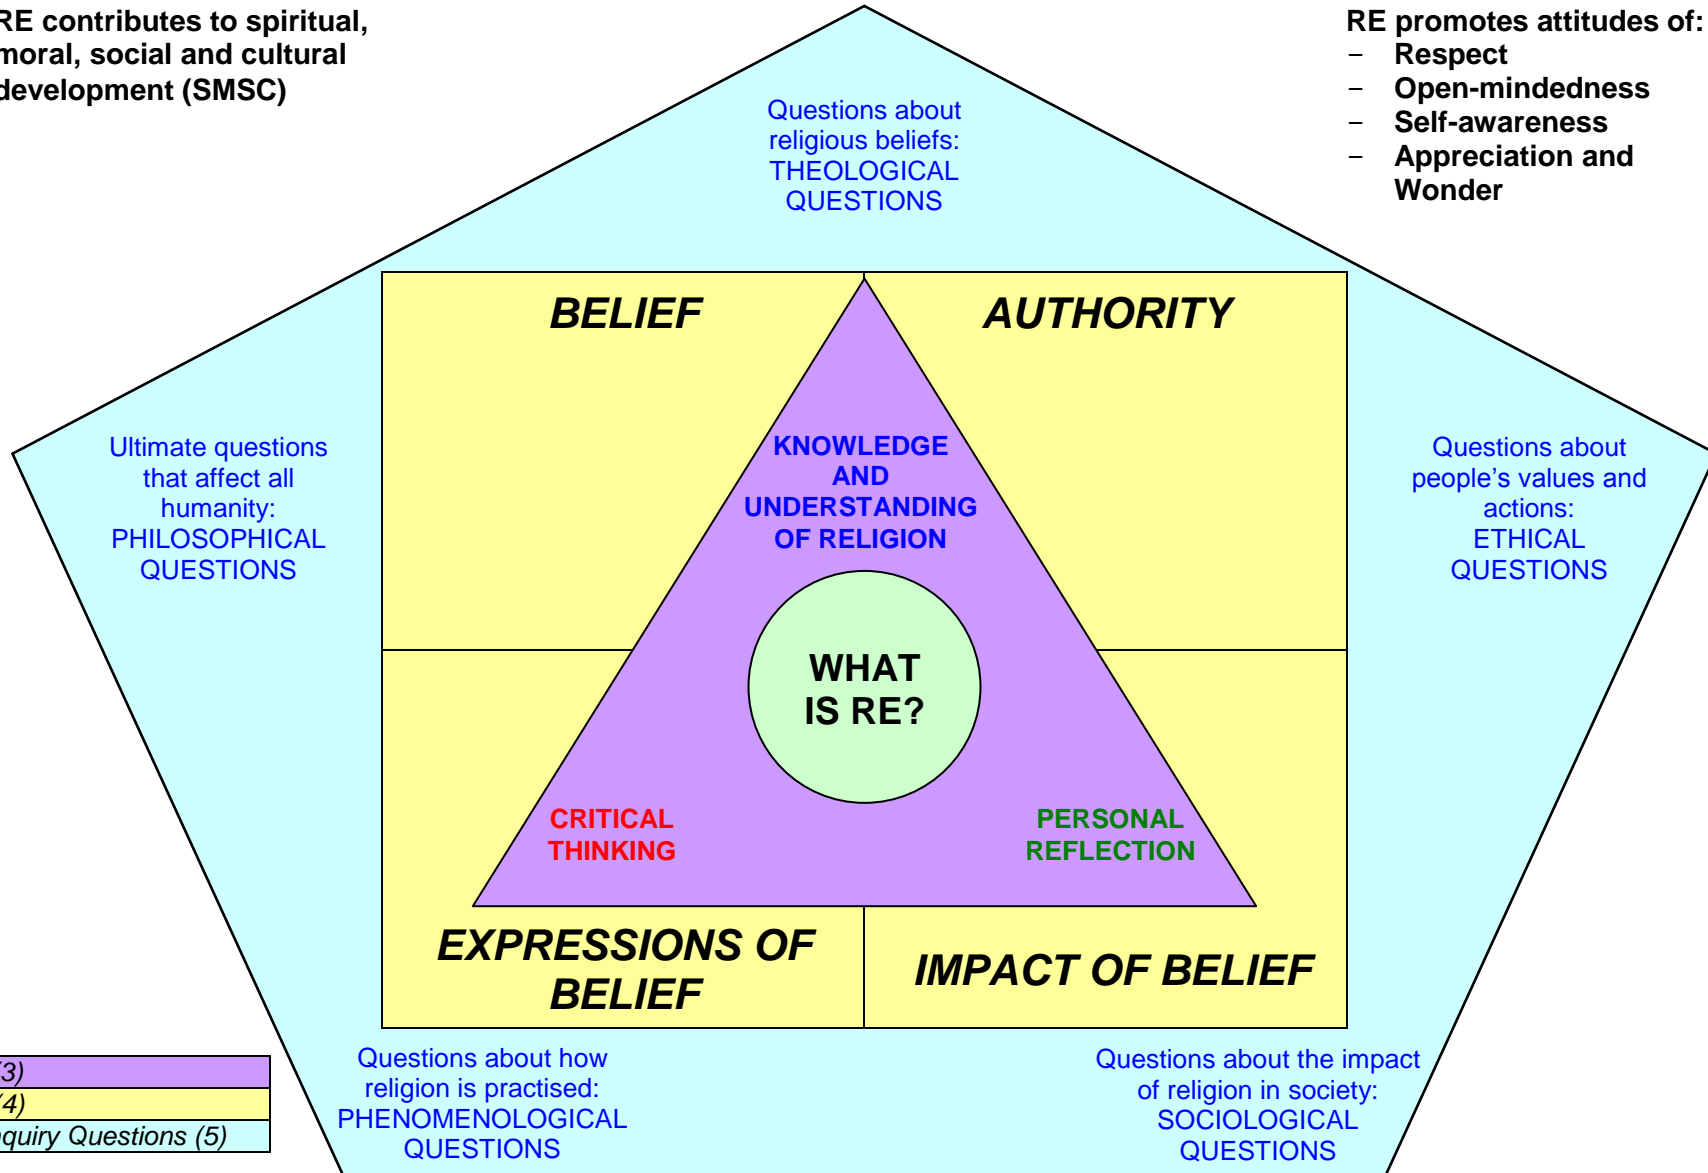 RE contributes to spiritual,
moral, social and cultural
development (SMSC)
RE promotes attitudes of:
– Respect
– Open-mindedness
– Self-awareness
– Appreciation and
Wonder
Questions about
religious beliefs:
THEOLOGICAL
QUESTIONS
BELIEF
AUTHORITY
Ultimate questions
that affect all
humanity:
PHILOSOPHICAL
QUESTIONS
KNOWLEDGE
AND
UNDERSTANDING
OF RELIGION
Questions about
people's values and
actions:
ETHICAL
QUESTIONS
WHAT
IS RE?
CRITICAL
THINKING
PERSONAL
REFLECTION
EXPRESSIONS OF
BELIEF
IMPACT OF BELIEF
3)
(4)
nquiry Questions (5)
Questions about how
religion is practised:
PHENOMENOLOGICAL
QUESTIONS
Questions about the impact
of religion in society:
SOCIOLOGICAL
QUESTIONS